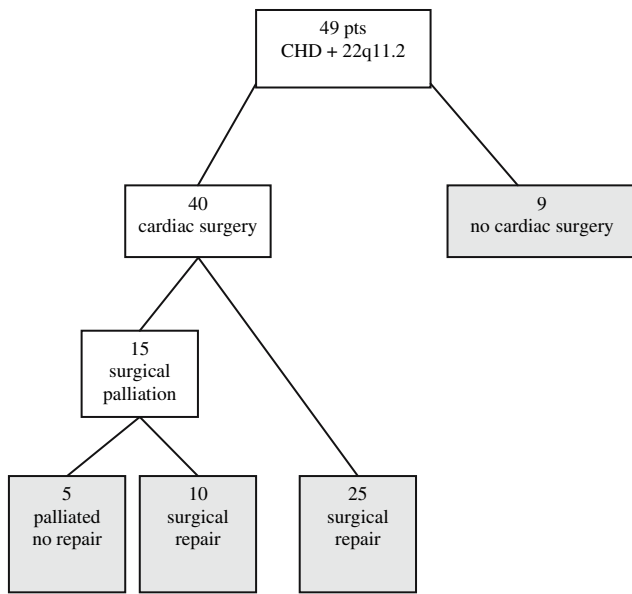 49 pts
CHD + 22q11.2
40
cardiac surgery
9
no cardiac surgery
15
surgical
palliation
5
palliated
no repair
10
surgical
repair
25
surgical
repair